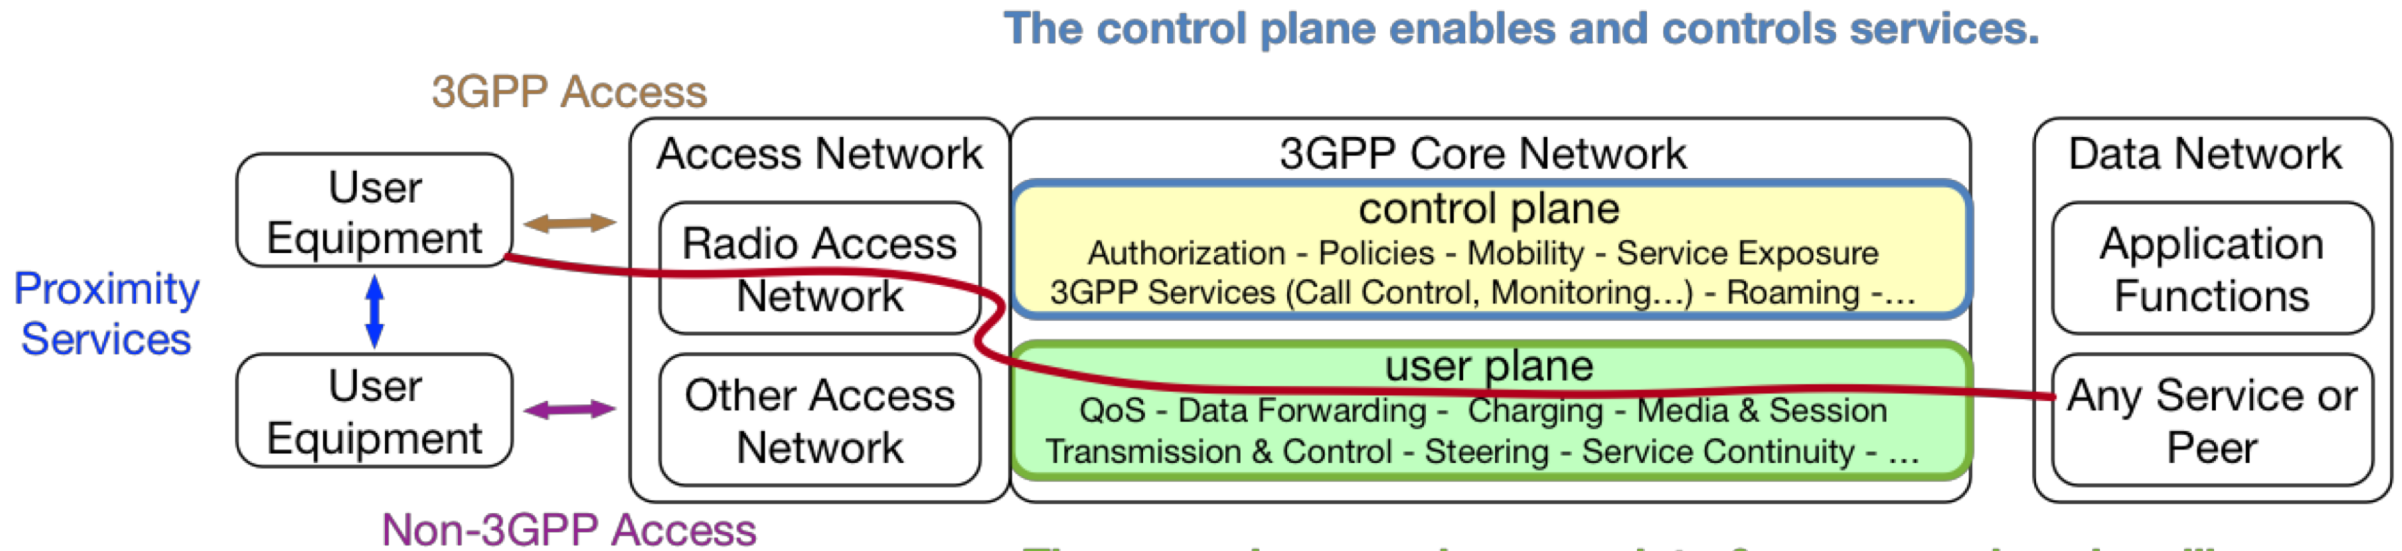 The control plane enables and controls services.
3GPP Access
User
Equipment
Proximity
Services
User
Equipment
Non-3GPP Access
Access Network
Radio Access
Network
Other Access
Network
3GPP Core Network
control plane
Authorization - Policies - Mobility - Service Exposure
3GPP Services (Call Control, Monitoring...) - Roaming -...
user plane
QoS - Data Forwarding - Charging - Media & Session
Transmission & Control - Steering - Service Continuity - ...
Data Network
Application
Functions
Any Service or
Peer